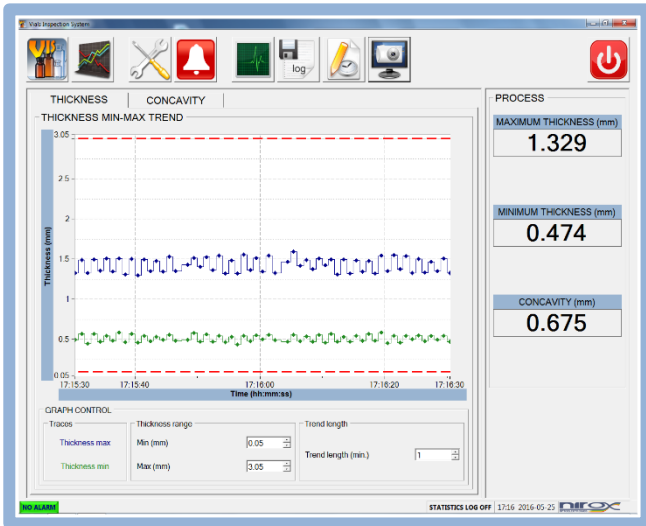 Vials Inspection System
log
THICKNESS CONCAVITY
THICKNESS MIN-MAX TREND
3.05
2.5
2
1.5
1
0.5
0.05
Thickness (mm)
17:15:30 17:15:40 17:16:00 17:16:20 17:16:30
Time (hh:mm:ss)
GRAPH CONTROL
Traces
Thickness max
Thickness min
Thickness range
Min (mm) 0.05
Max (mm) 3.05
Trend length
Trend length (min.) 1
PROCESS
MAXIMUM THICKNESS (mm)
1.329
MINIMUM THICKNESS (mm)
0.474
CONCAVITY (mm)
0.675
NO ALARM
STATISTICS LOG OFF 17:16 2016-05-25 nirox